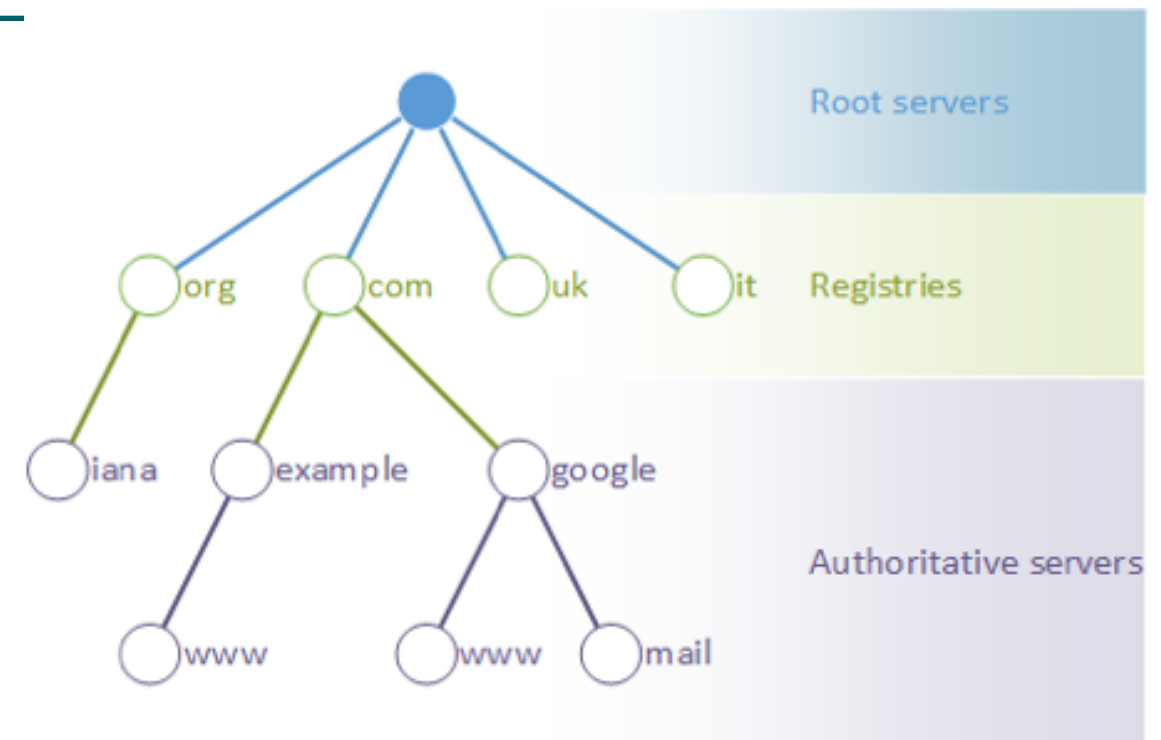 Root servers
org
com
uk
it
Registries
iana
example
google
Authoritative servers
www
www
mail